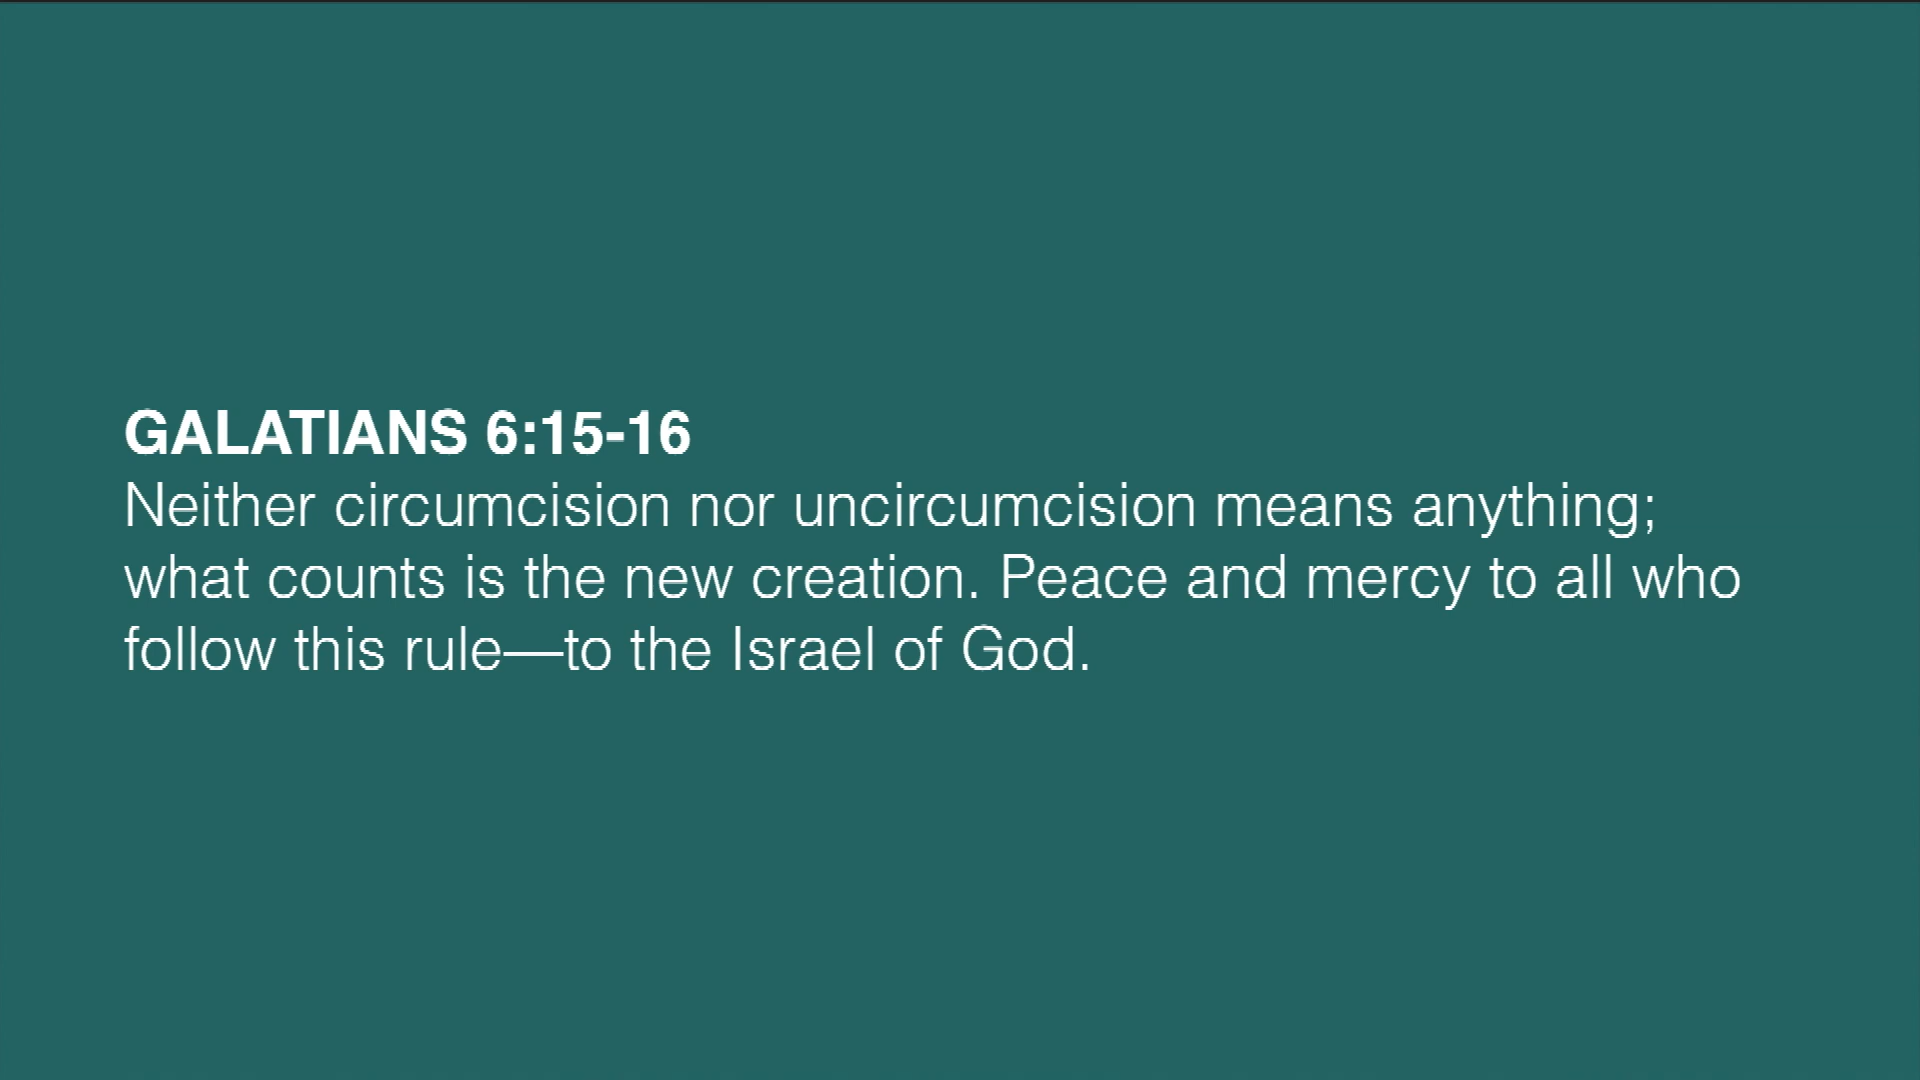 GALATIANS 6:15-16
Neither circumcision nor uncircumcision means anything;
what counts is the new creation. Peace and mercy to all who
follow this rule—to the Israel of God.